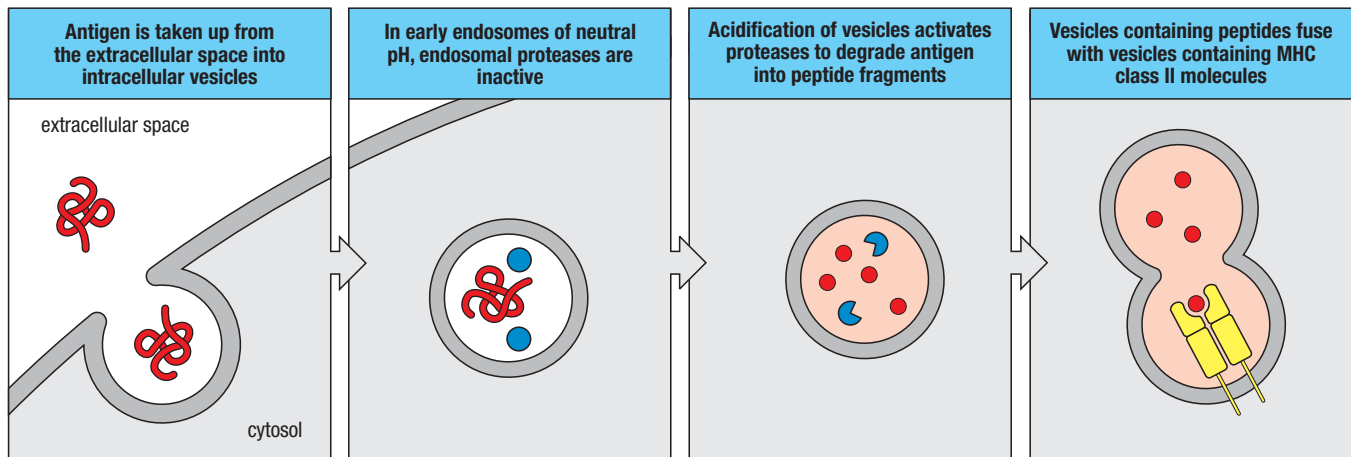 Antigen is taken up from
the extracellular space into
intracellular vesicles
In early endosomes of neutral
pH, endosomal proteases are
inactive
Acidification of vesicles activates
proteases to degrade antigen
into peptide fragments
Vesicles containing peptides fuse
with vesicles containing MHC
class II molecules
extracellular space
cytosol